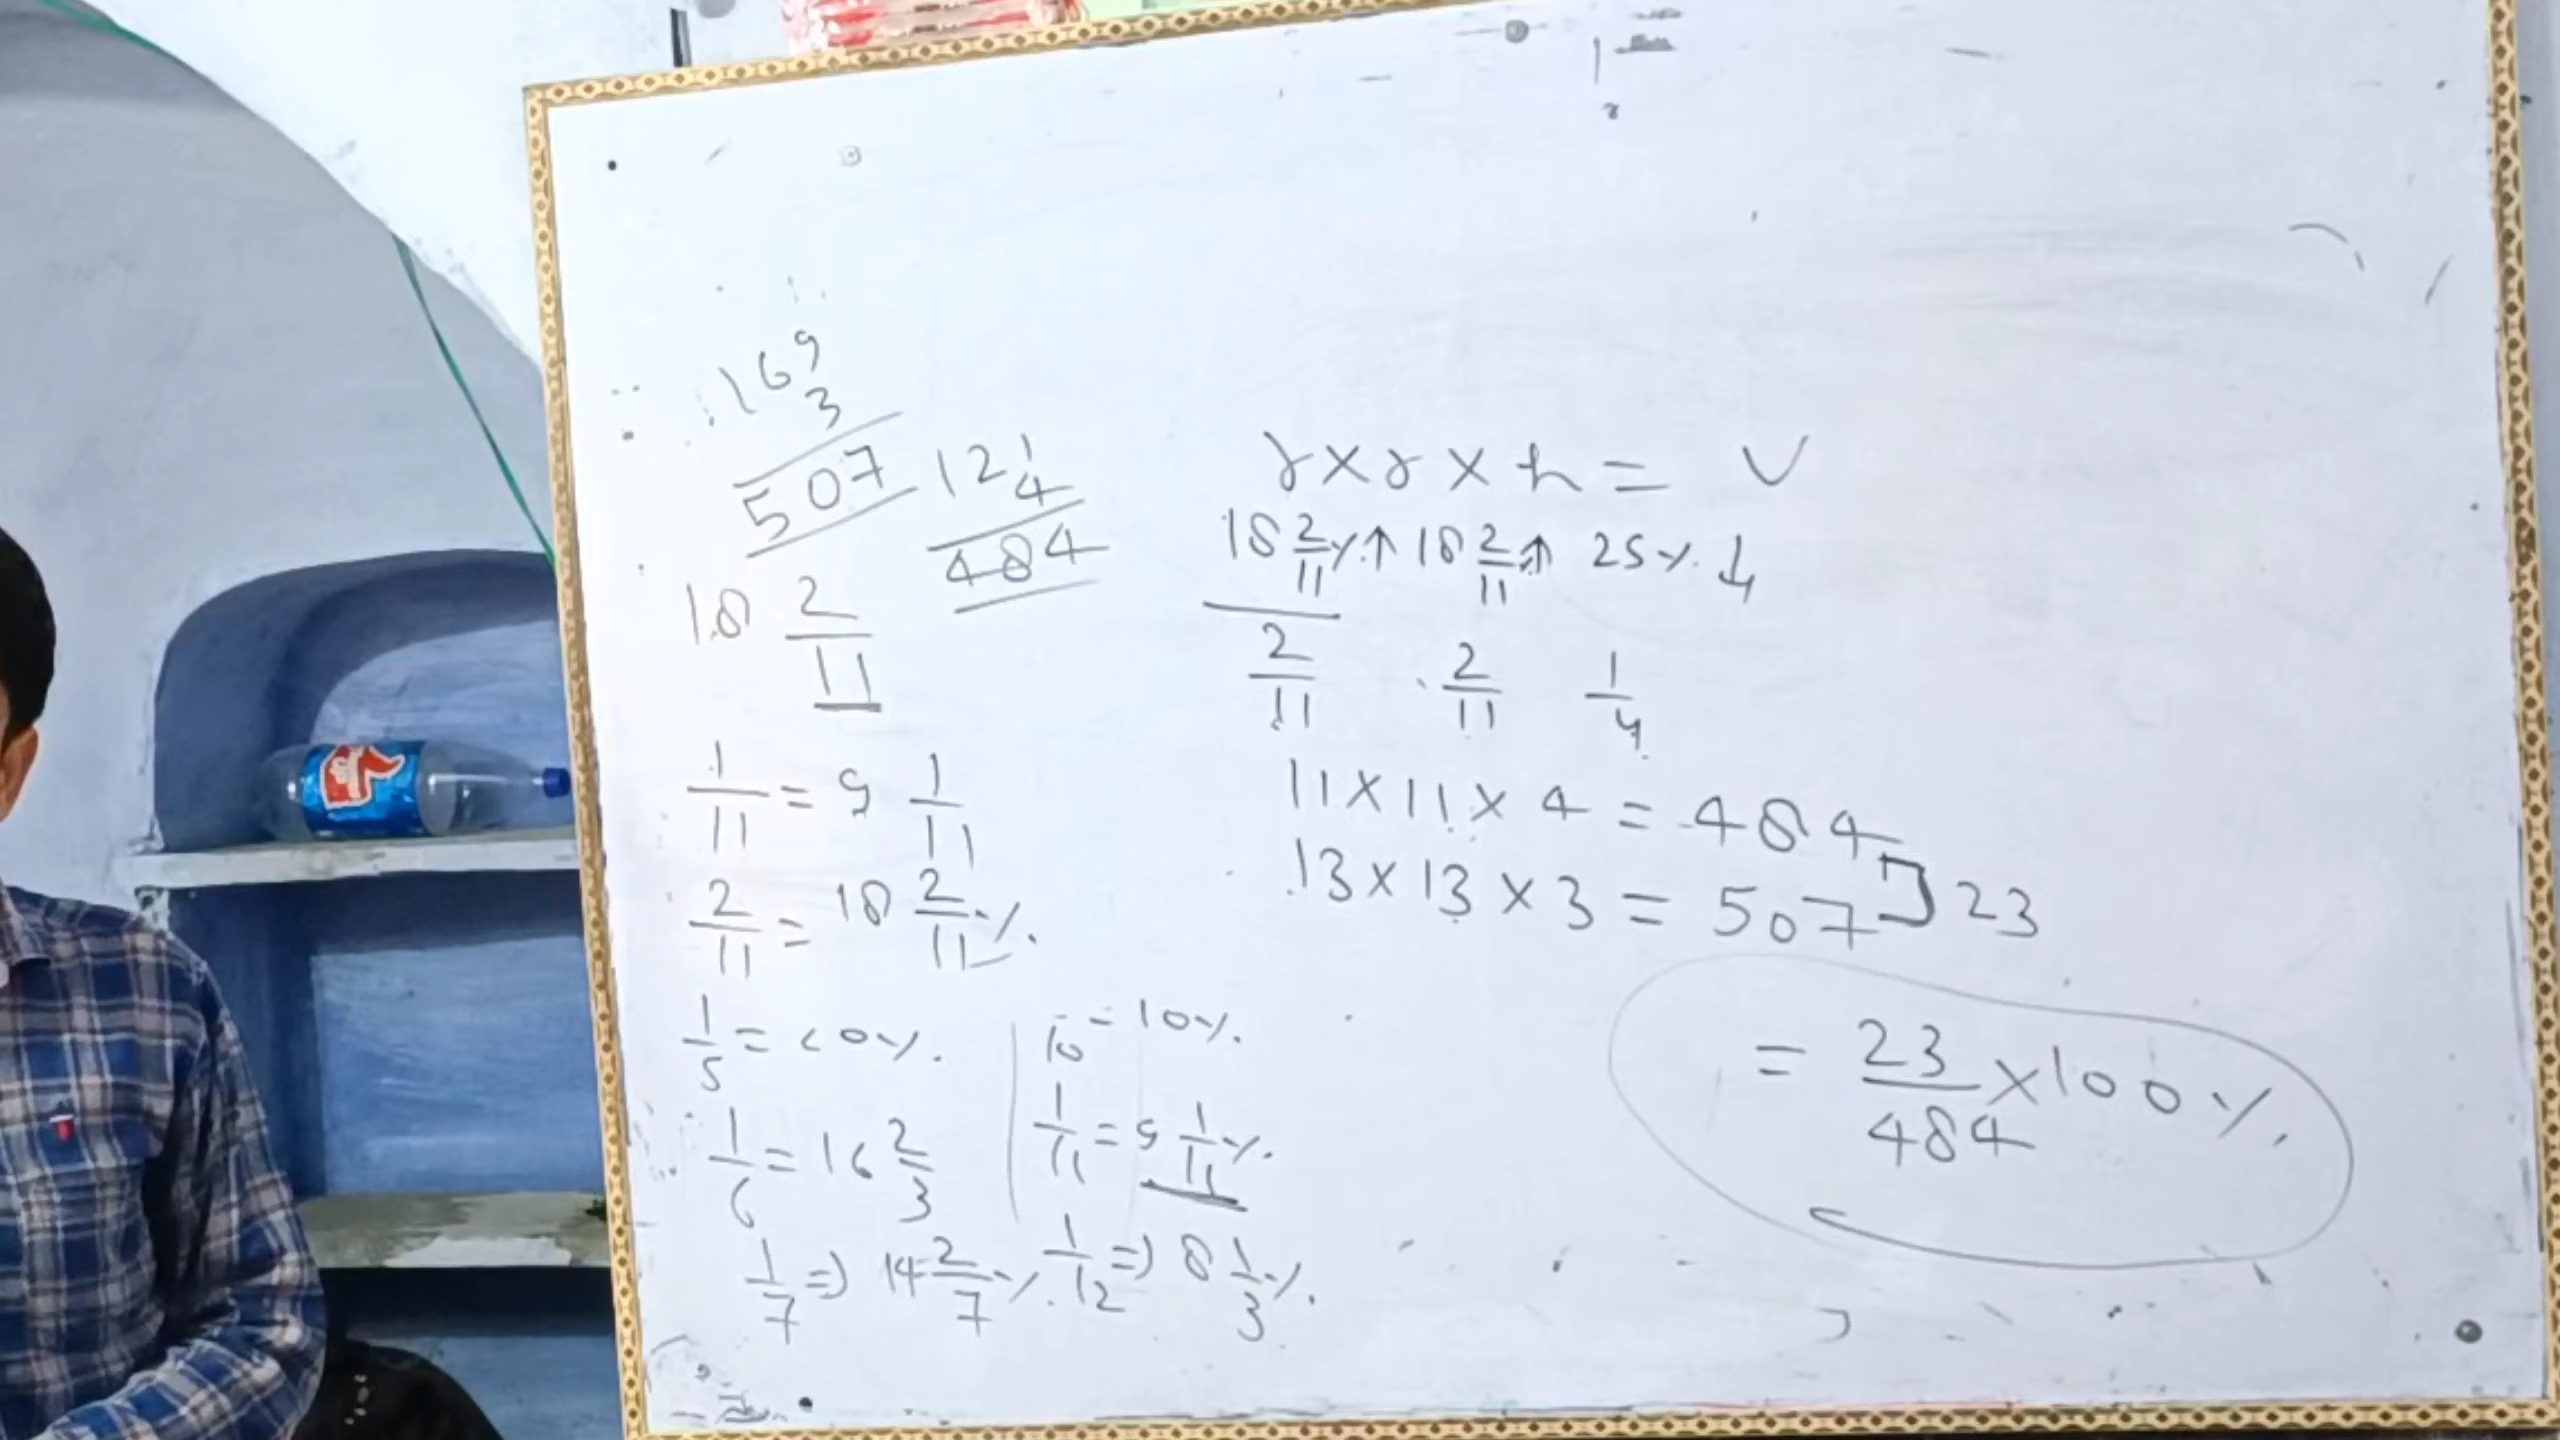 169
3
507
121
4
484
18 2/11
1/11 = 9 1/11
2/11 = 18 2/11 %.
1/5 = 20%.
1/6 = 16 2/3
1/7 => 14 2/7 %.
1/10 = 10%.
1/11 = 9 1/11 %.
1/12 => 8 1/3 %.
r×r×h = V
18 2/11 %↑ 18 2/11 ↑ 25%. ↓
2/11 2/11 1/4
11×11×4 = 484
13×13×3 = 507 ] 23
= 23/484 ×100%.